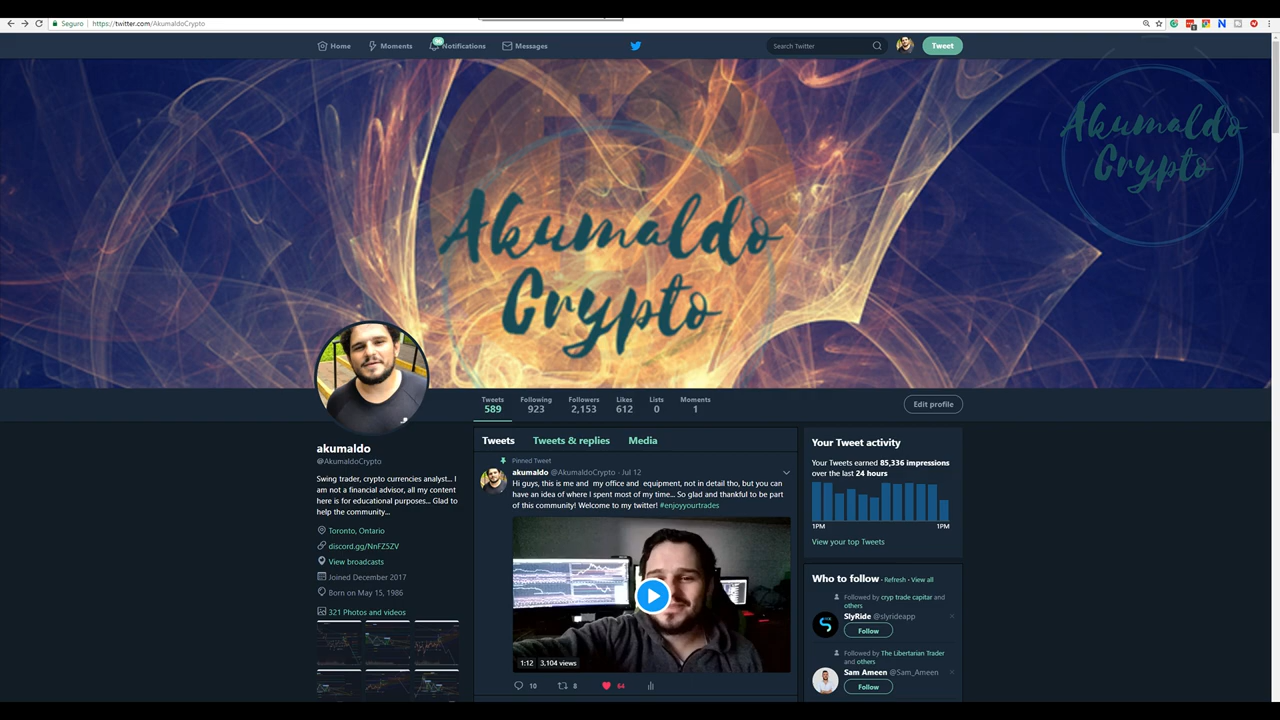 Seguro
https://twitter.com/AkumaldoCrypto
Home
Moments
Notifications
Messages
Search Twitter
Tweet
Akumaldo
Crypto
Akumaldo
Crypto
Tweets
589
Following
923
Followers
2,153
Likes
612
Lists
0
Moments
1
Edit profile
akumaldo
@AkumaldoCrypto
Swing trader, crypto currencies analyst... I
am not a financial advisor, all my content
here is for educational purposes... Glad to
help the community...
Toronto, Ontario
discord.gg/NnFZ5ZV
View broadcasts
Joined December 2017
Born on May 15, 1986
321 Photos and videos
Tweets
Tweets & replies
Media
Pinned Tweet
akumaldo @AkumaldoCrypto · Jul 12
Hi guys, this is me and my office and equipment, not in detail tho, but you can
have an idea of where I spent most of my time... So glad and thankful to be part
of this community! Welcome to my twitter! #enjoyyourtrades
1:12
3,104 views
10
8
64
Your Tweet activity
Your Tweets earned 85,336 impressions
over the last 24 hours
1PM
1PM
View your top Tweets
Who to follow · Refresh · View all
Followed by cryp trade capitar and
others
SlyRide @slyrideapp
Follow
Followed by The Libertarian Trader
and others
Sam Ameen @Sam_Ameen
Follow